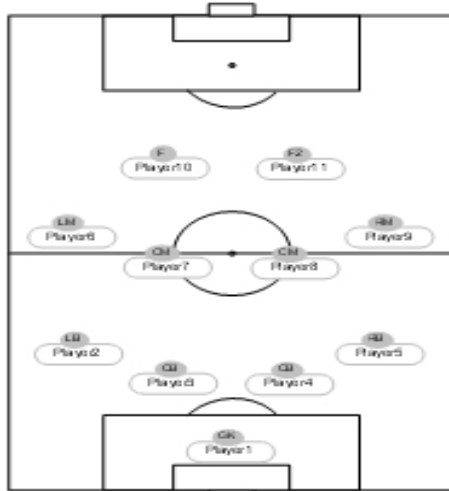 F
Player10
F2
Player11
LM
Player6
RM
Player9
CM
Player7
CM
Player8
LB
Player2
RB
Player5
CB
Player3
CB
Player4
GK
Player1